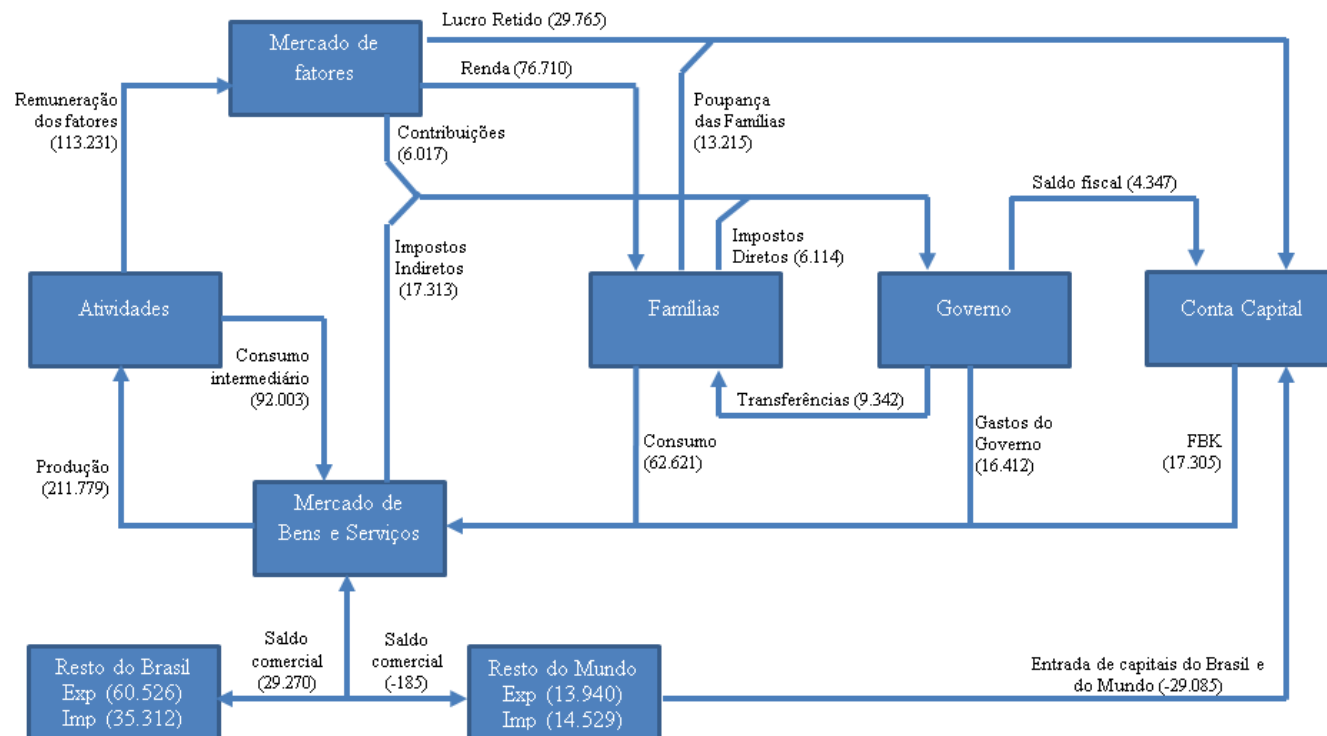 Lucro Retido (29.765)
Mercado de
fatores
Renda (76.710)
Remuneração
dos fatores
(113.231)
Contribuições
(6.017)
Poupança
das Famílias
(13.215)
Saldo fiscal (4.347)
Impostos
Indiretos
(17.313)
Impostos
Diretos (6.114)
Atividades
Famílias
Governo
Conta Capital
Consumo
intermediário
(92.003)
Transferências (9.342)
Produção
(211.779)
Consumo
(62.621)
Gastos do
Governo
(16.412)
FBK
(17.305)
Mercado de
Bens e Serviços
Saldo
comercial
(29.270)
Saldo
comercial
(-185)
Resto do Brasil
Exp (60.526)
Imp (35.312)
Resto do Mundo
Exp (13.940)
Imp (14.529)
Entrada de capitais do Brasil e
do Mundo (-29.085)